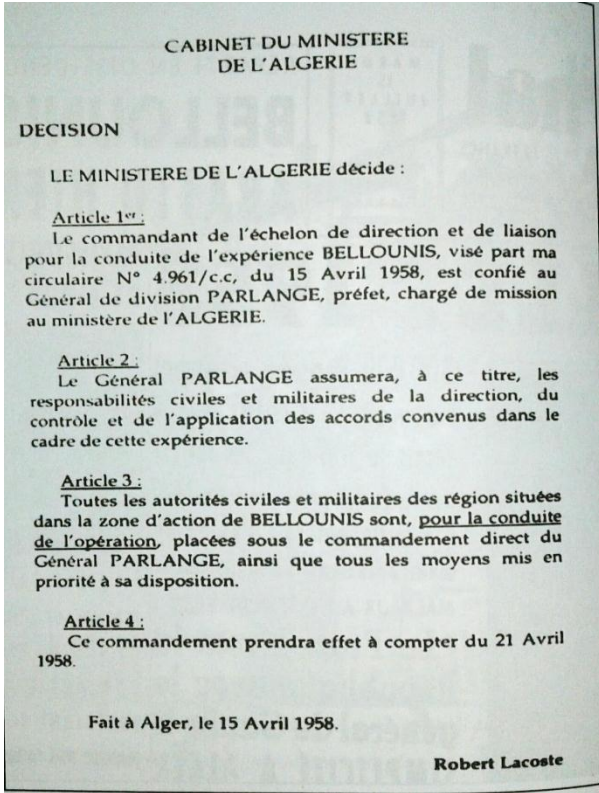 CABINET DU MINISTERE
DE L'ALGERIE
DECISION
LE MINISTERE DE L'ALGERIE décide :
Article 1er :
Le commandant de l'échelon de direction et de liaison
pour la conduite de l'expérience BELLOUNIS, visé part ma
circulaire N° 4.961/c.c, du 15 Avril 1958, est confié au
Général de division PARLANGE, préfet, chargé de mission
au ministère de l'ALGERIE.
Article 2 :
Le Général PARLANGE assumera, à ce titre, les
responsabilités civiles et militaires de la direction, du
contrôle et de l'application des accords convenus dans le
cadre de cette expérience.
Article 3 :
Toutes les autorités civiles et militaires des région situées
dans la zone d'action de BELLOUNIS sont, pour la conduite
de l'opération, placées sous le commandement direct du
Général PARLANGE, ainsi que tous les moyens mis en
priorité à sa disposition.
Article 4 :
Ce commandement prendra effet à compter du 21 Avril
1958.
Fait à Alger, le 15 Avril 1958.
Robert Lacoste